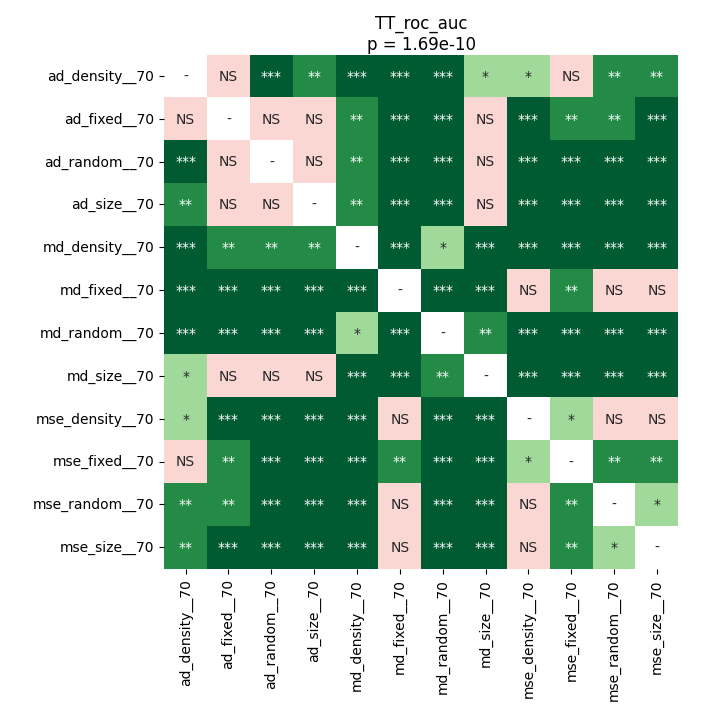 TT_roc_auc
p = 1.69e-10
ad_density__70 - NS *** ** *** *** *** * * NS ** **
ad_fixed__70 NS - NS NS ** *** *** NS *** ** ** ***
ad_random__70 *** NS - NS ** *** *** NS *** *** *** ***
ad_size__70 ** NS NS - ** *** *** NS *** *** *** ***
md_density__70 *** ** ** ** - *** * *** *** *** *** ***
md_fixed__70 *** *** *** *** *** - *** *** NS ** NS NS
md_random__70 *** *** *** *** * *** - ** *** *** *** ***
md_size__70 * NS NS NS *** *** ** - *** *** *** ***
mse_density__70 * *** *** *** *** NS *** *** - * NS NS
mse_fixed__70 NS ** *** *** *** ** *** *** * - ** **
mse_random__70 ** ** *** *** *** NS *** *** NS ** - *
mse_size__70 ** *** *** *** *** NS *** *** NS ** * -
ad_density__70
ad_fixed__70
ad_random__70
ad_size__70
md_density__70
md_fixed__70
md_random__70
md_size__70
mse_density__70
mse_fixed__70
mse_random__70
mse_size__70